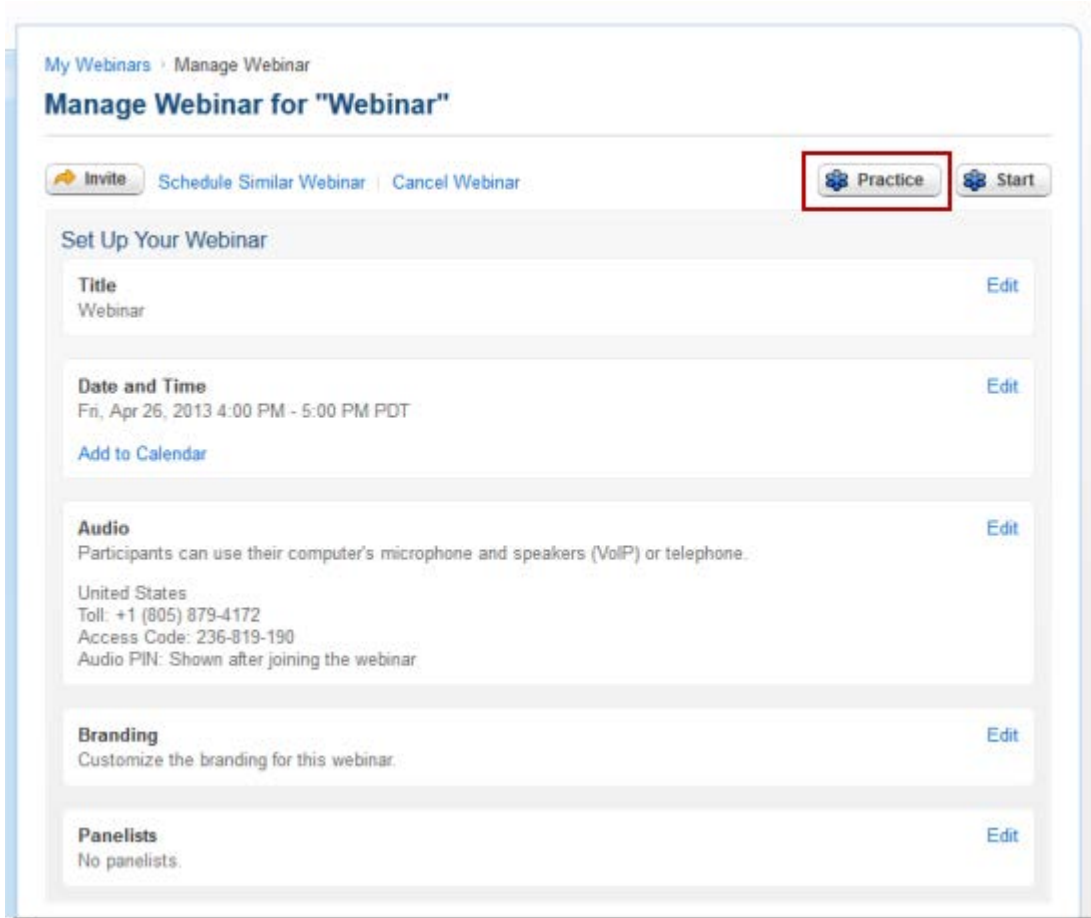 My Webinars › Manage Webinar
Manage Webinar for "Webinar"
Invite Schedule Similar Webinar | Cancel Webinar Practice Start
Set Up Your Webinar
Title Edit
Webinar
Date and Time Edit
Fri, Apr 26, 2013 4:00 PM - 5:00 PM PDT
Add to Calendar
Audio Edit
Participants can use their computer's microphone and speakers (VoIP) or telephone.
United States
Toll: +1 (805) 879-4172
Access Code: 236-819-190
Audio PIN: Shown after joining the webinar
Branding Edit
Customize the branding for this webinar.
Panelists Edit
No panelists.